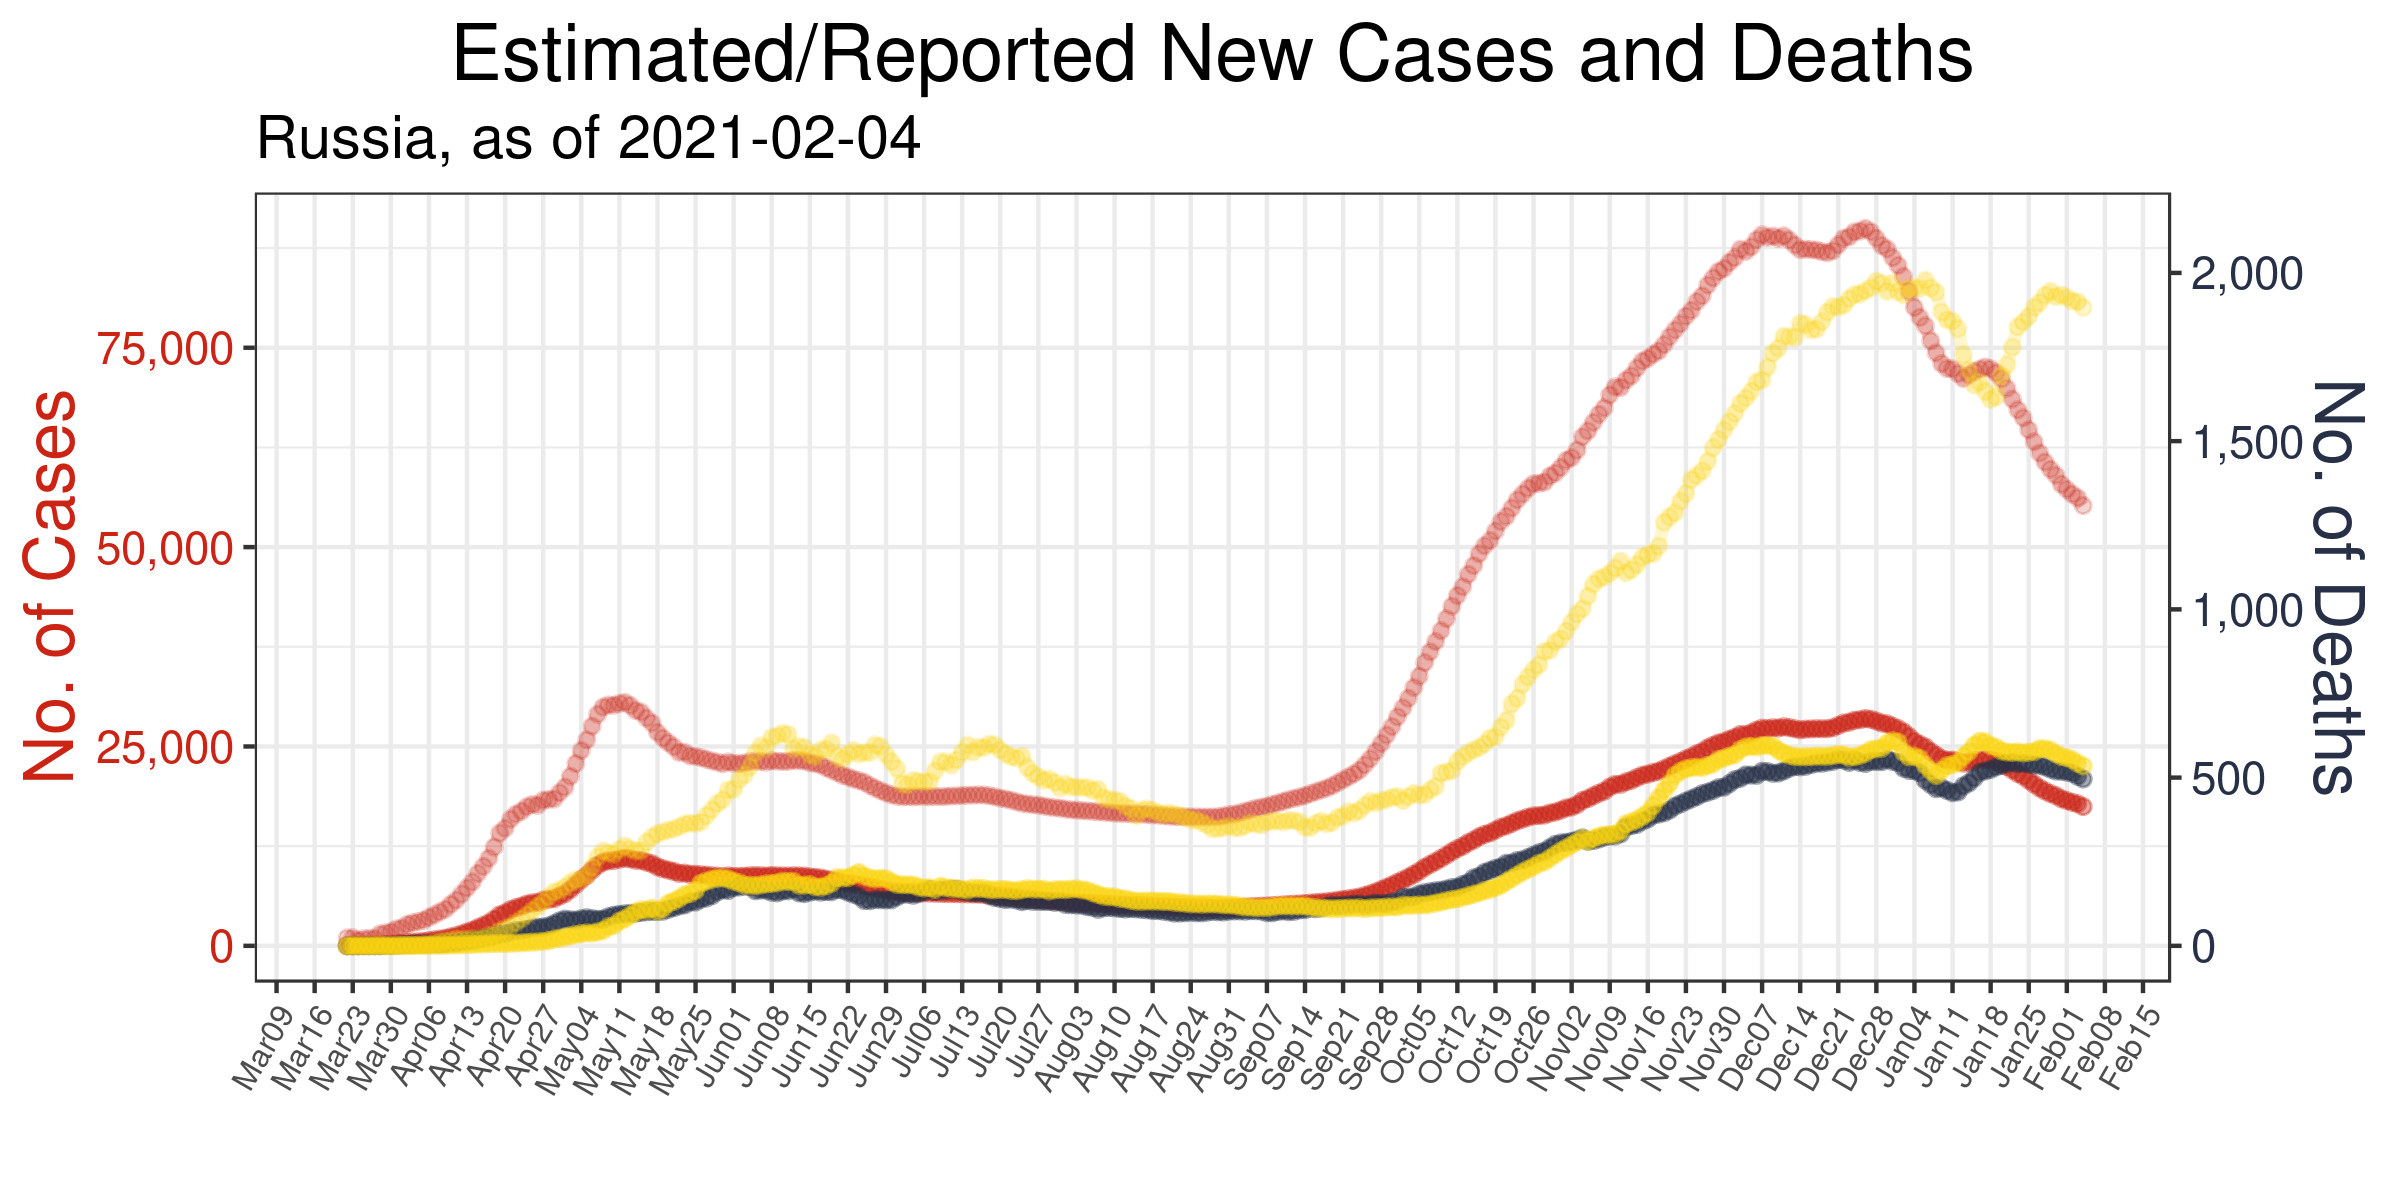 Estimated/Reported New Cases and Deaths
Russia, as of 2021-02-04
No. of Cases
75,000
50,000
25,000
0
2,000
1,500
1,000
500
0
No. of Deaths
Mar09
Mar16
Mar23
Mar30
Apr06
Apr13
Apr20
Apr27
May04
May11
May18
May25
Jun01
Jun08
Jun15
Jun22
Jun29
Jul06
Jul13
Jul20
Jul27
Aug03
Aug10
Aug17
Aug24
Aug31
Sep07
Sep14
Sep21
Sep28
Oct05
Oct12
Oct19
Oct26
Nov02
Nov09
Nov16
Nov23
Nov30
Dec07
Dec14
Dec21
Dec28
Jan04
Jan11
Jan18
Jan25
Feb01
Feb08
Feb15